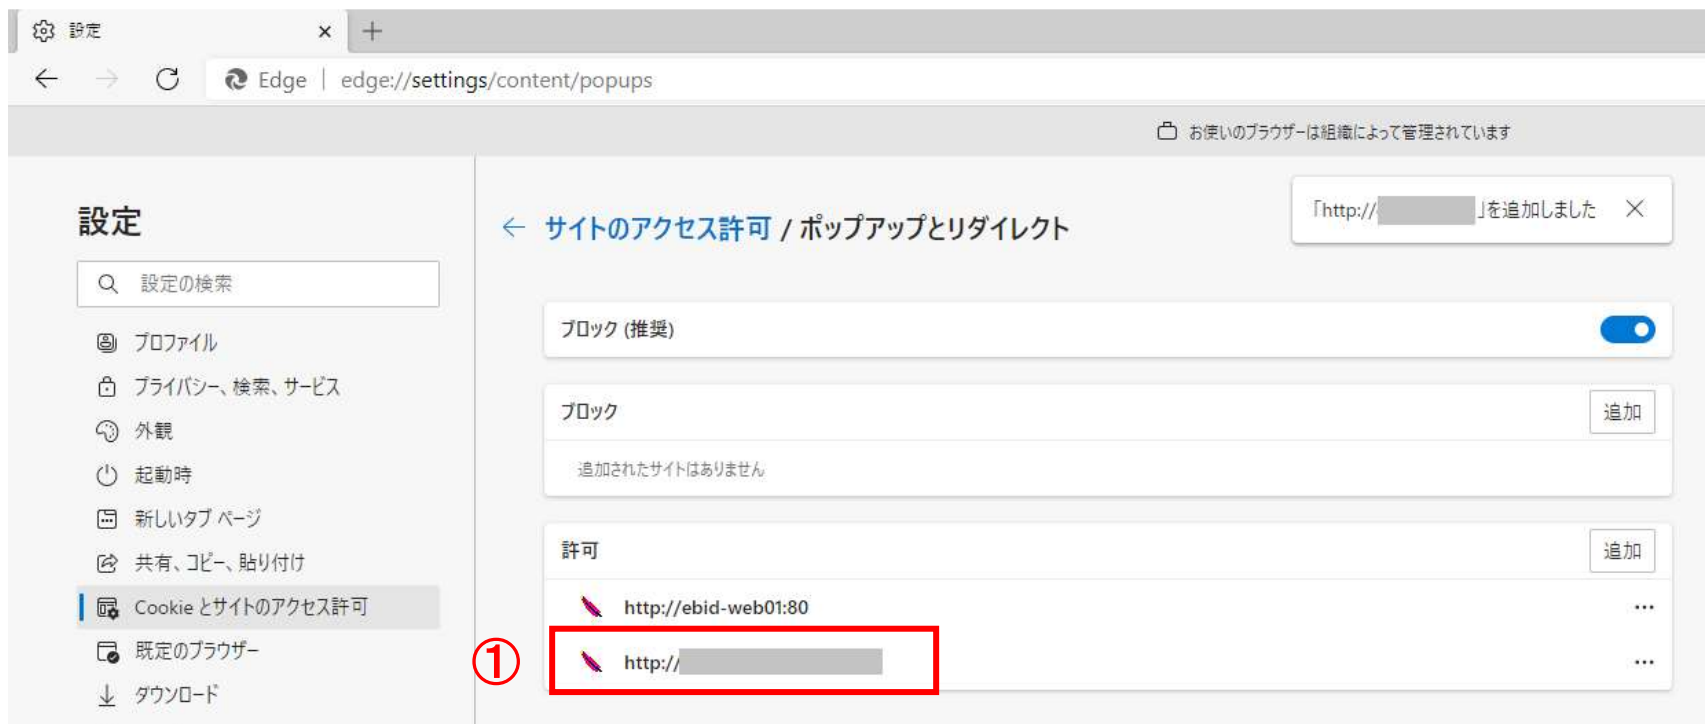 設定
Edge | edge://settings/content/popups
お使いのブラウザーは組織によって管理されています
設定
設定の検索
プロファイル
プライバシー、検索、サービス
外観
起動時
新しいタブ ページ
共有、コピー、貼り付け
Cookie とサイトのアクセス許可
既定のブラウザー
ダウンロード
サイトのアクセス許可 / ポップアップとリダイレクト
「http:// 」を追加しました
ブロック (推奨)
ブロック
追加
追加されたサイトはありません
許可
追加
http://ebid-web01:80
①
http://